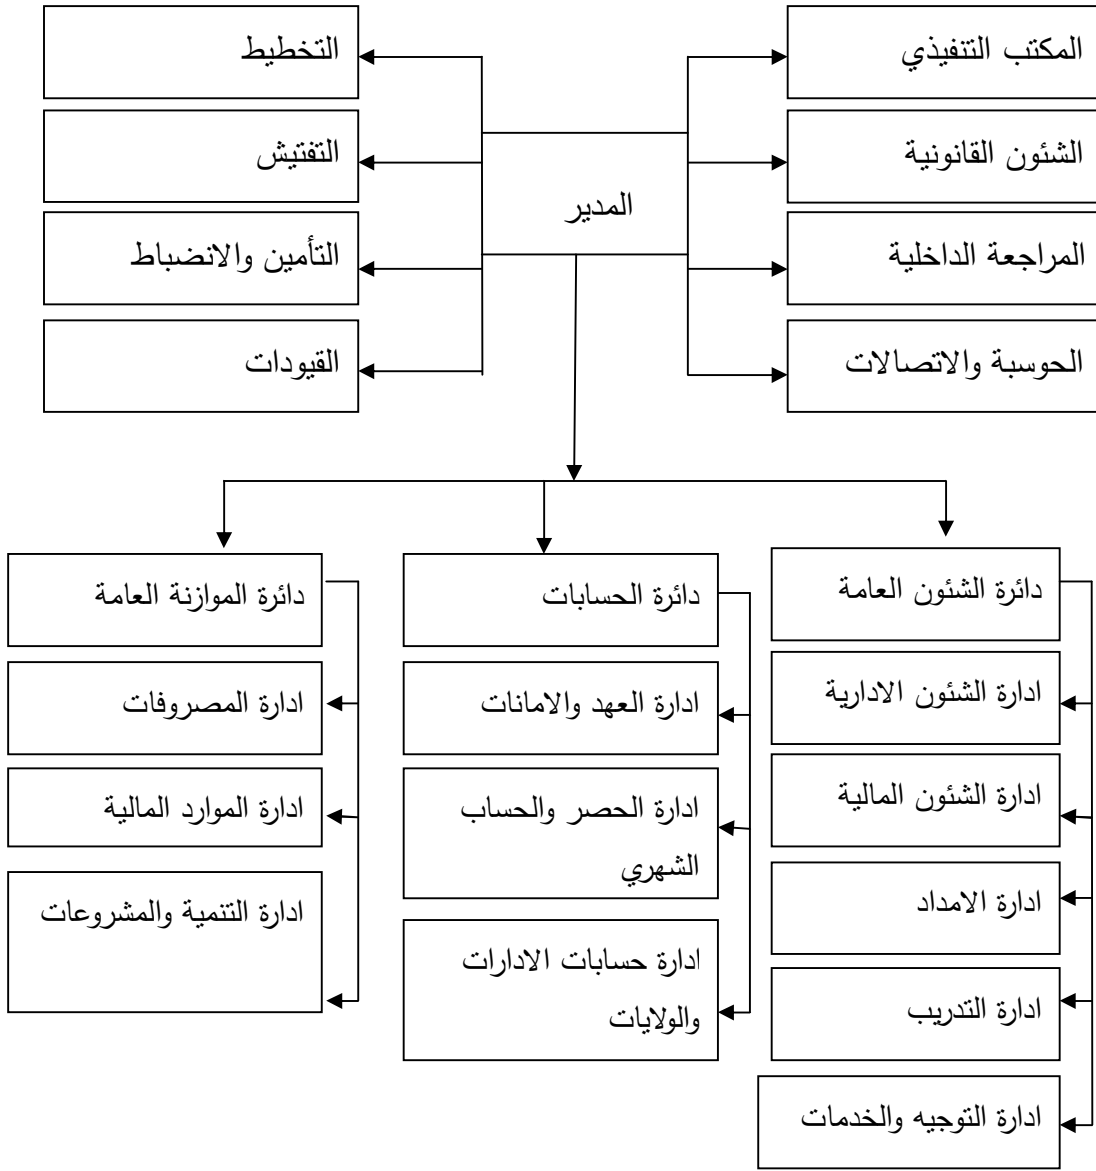 المكتب التنفيذي
التخطيط
الشئون القانونية
التفتيش
المدير
المراجعة الداخلية
التأمين والانضباط
الحوسبة والاتصالات
القيودات
دائرة الشئون العامة
ادارة الشئون الادارية
ادارة الشئون المالية
ادارة الامداد
ادارة التدريب
ادارة التوجيه والخدمات
دائرة الحسابات
ادارة العهد والامانات
ادارة الحصر والحساب
الشهري
ادارة حسابات الادارات
والولايات
دائرة الموازنة العامة
ادارة المصروفات
ادارة الموارد المالية
ادارة التنمية والمشروعات